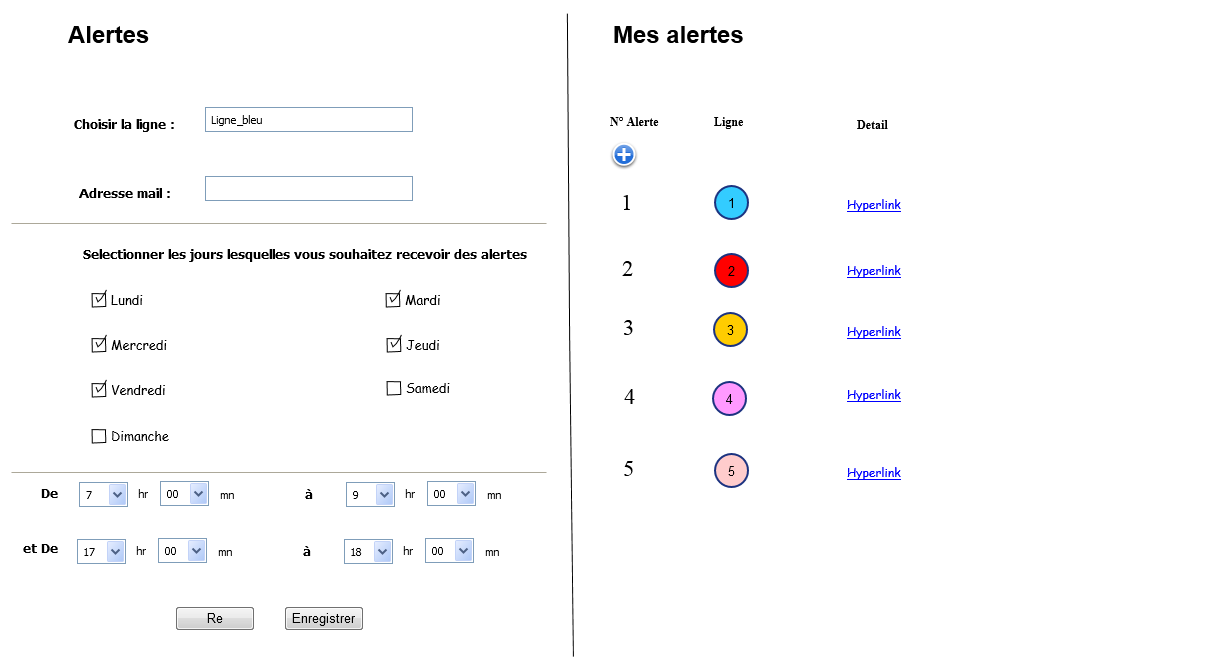 Alertes
Choisir la ligne :
Ligne_bleu
Adresse mail :
Selectionner les jours lesquelles vous souhaitez recevoir des alertes
Lundi
Mardi
Mercredi
Jeudi
Vendredi
Samedi
Dimanche
De 7 hr 00 mn à 9 hr 00 mn
et De 17 hr 00 mn à 18 hr 00 mn
Re
Enregistrer
Mes alertes
N° Alerte Ligne Detail
1 1 Hyperlink
2 2 Hyperlink
3 3 Hyperlink
4 4 Hyperlink
5 5 Hyperlink